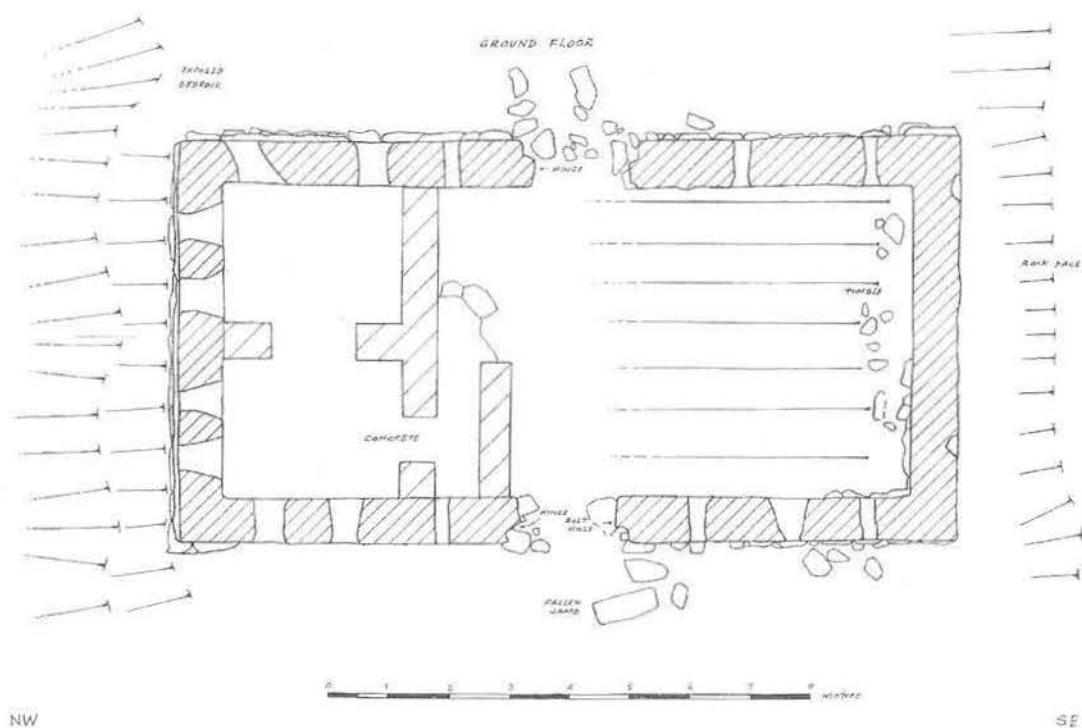 GROUND FLOOR
EXPOSED
BEDROCK
HINGE
ROCK FACE
TUMBLE
CONCRETE
HINGE
BOLT
HOLE
FALLEN
JAMB
0 1 2 3 4 5 6 7 8 metres
NW
SE